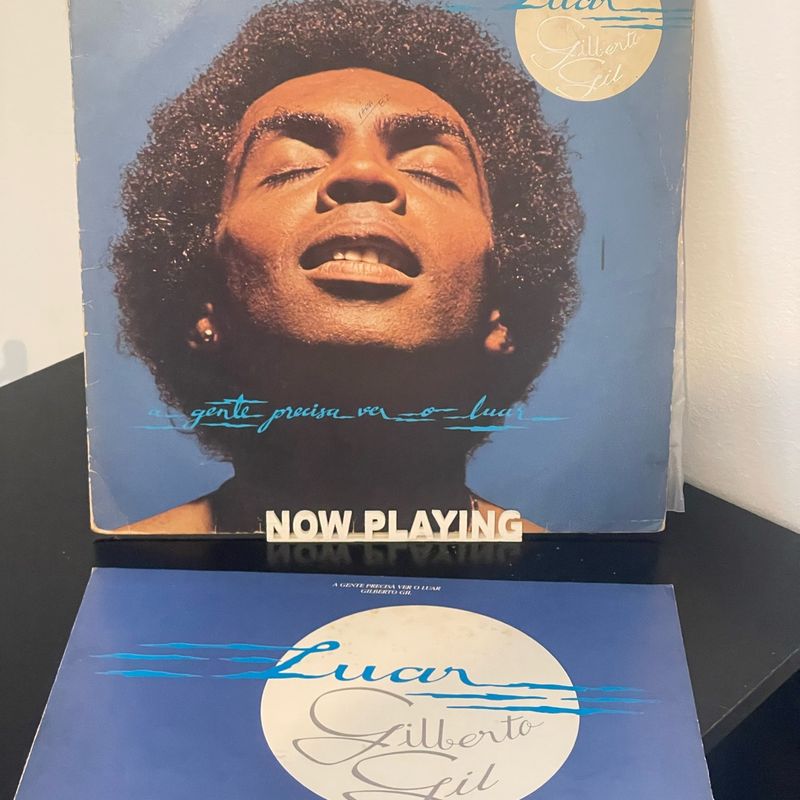 Luar
Gilberto
Gil
a gente precisa ver o luar
NOW PLAYING
A GENTE PRECISA VER O LUAR
GILBERTO GIL
Luar
Gilberto
Gil